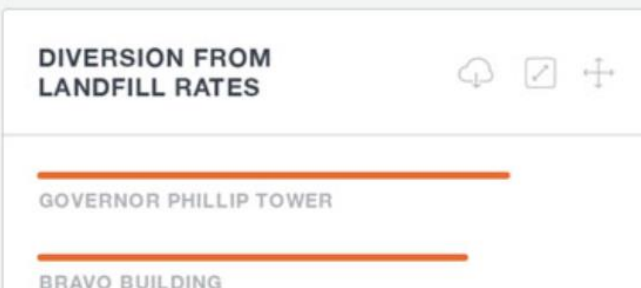 DIVERSION FROM
LANDFILL RATES
GOVERNOR PHILLIP TOWER
BRAVO BUILDING